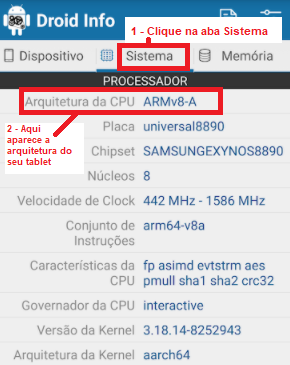 Droid Info
1 - Clique na aba Sistema
Dispositivo
Sistema
Memória
PROCESSADOR
Arquitetura da CPU ARMv8-A
2 - Aqui
aparece a
arquitetura do
seu tablet
Placa universal8890
Chipset SAMSUNGEXYNOS8890
Núcleos 8
Velocidade de Clock 442 MHz - 1586 MHz
Conjunto de
Instruções
arm64-v8a
Características da
CPU
fp asimd evtstrm aes
pmull sha1 sha2 crc32
Governador da CPU interactive
Versão da Kernel 3.18.14-8252943
Arquitetura da Kernel aarch64